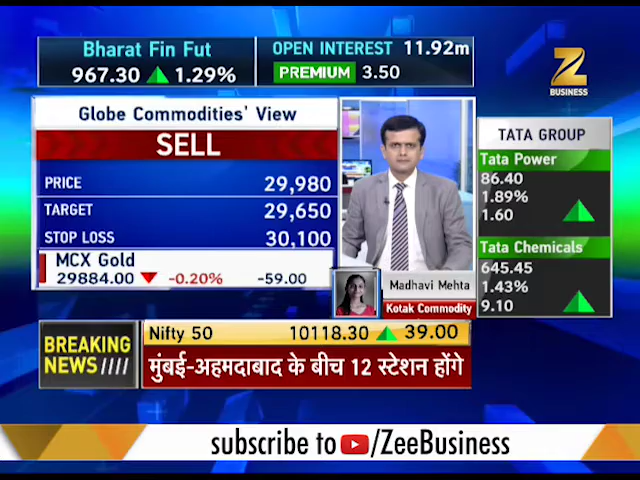 Bharat Fin Fut
967.30 ▲ 1.29%
OPEN INTEREST 11.92m
PREMIUM 3.50
Z
BUSINESS
Globe Commodities' View
SELL
PRICE 29,980
TARGET 29,650
STOP LOSS 30,100
MCX Gold
29884.00 ▼ -0.20% -59.00
Madhavi Mehta
Kotak Commodity
TATA GROUP
Tata Power
86.40
1.89%
1.60 ▲
Tata Chemicals
645.45
1.43%
9.10 ▲
BREAKING
NEWS ////
Nifty 50 10118.30 ▲ 39.00
मुंबई-अहमदाबाद के बीच 12 स्टेशन होंगे
subscribe to /ZeeBusiness